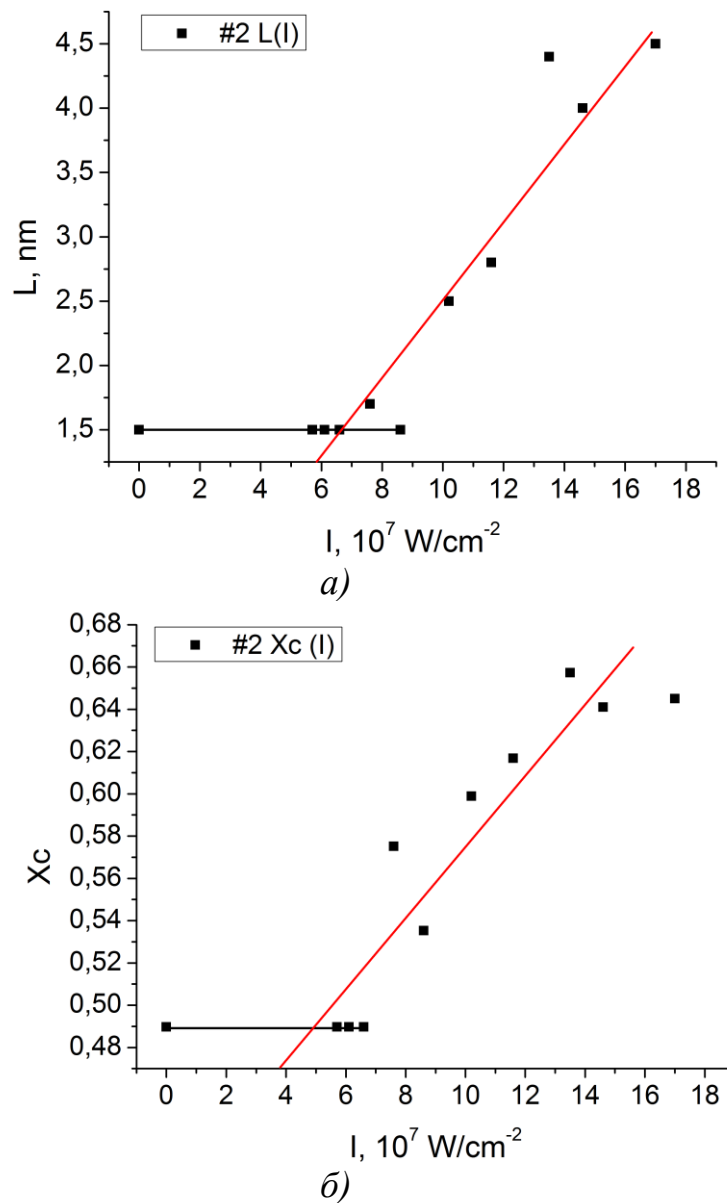 #2 L(I)
4,5
4,0
3,5
3,0
2,5
2,0
1,5
L, nm
0 2 4 6 8 10 12 14 16 18
I, 10⁷ W/cm⁻²
а)
#2 Xc (I)
0,68
0,66
0,64
0,62
0,60
0,58
0,56
0,54
0,52
0,50
0,48
Xc
0 2 4 6 8 10 12 14 16 18
I, 10⁷ W/cm⁻²
б)